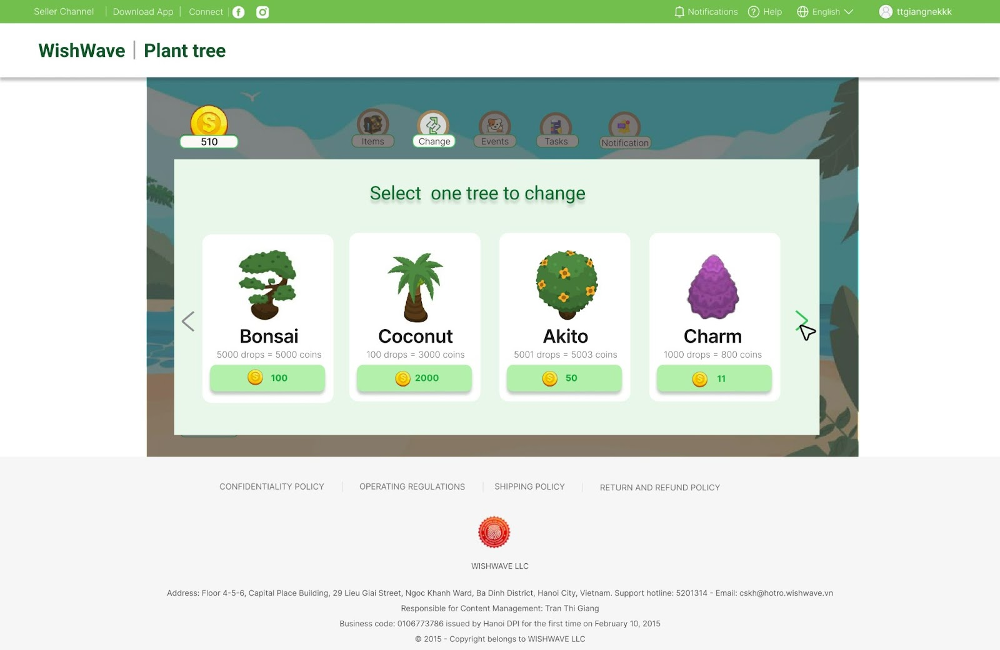 Seller Channel | Download App | Connect | Notifications Help English ttgiangnekkk
WishWave | Plant tree
510
Items Change Events Tasks Notification
Select one tree to change
Bonsai Coconut Akito Charm
5000 drops = 5000 coins 100 drops = 3000 coins 5001 drops = 5003 coins 1000 drops = 800 coins
100 2000 50 11
CONFIDENTIALITY POLICY | OPERATING REGULATIONS | SHIPPING POLICY | RETURN AND REFUND POLICY
WISHWAVE LLC
Address: Floor 4-5-6, Capital Place Building, 29 Lieu Giai Street, Ngoc Khanh Ward, Ba Dinh District, Hanoi City, Vietnam. Support hotline: 5201314 - Email: cskh@hotro.wishwave.vn
Responsible for Content Management: Tran Thi Giang
Business code: 0106773786 issued by Hanoi DPI for the first time on February 10, 2015
© 2015 - Copyright belongs to WISHWAVE LLC